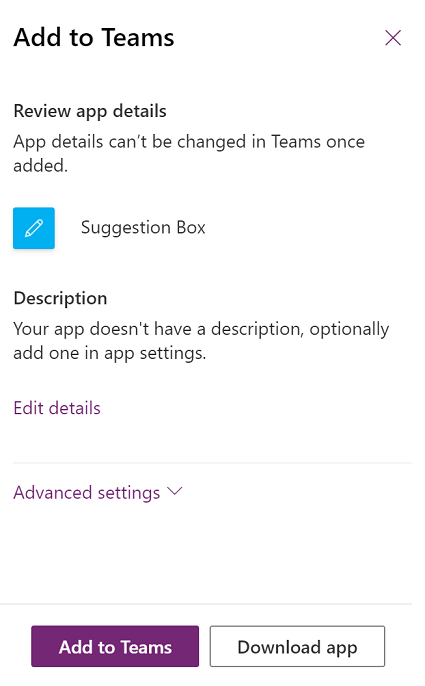 Add to Teams
Review app details
App details can’t be changed in Teams once
added.
Suggestion Box
Description
Your app doesn't have a description, optionally
add one in app settings.
Edit details
Advanced settings
Add to Teams
Download app